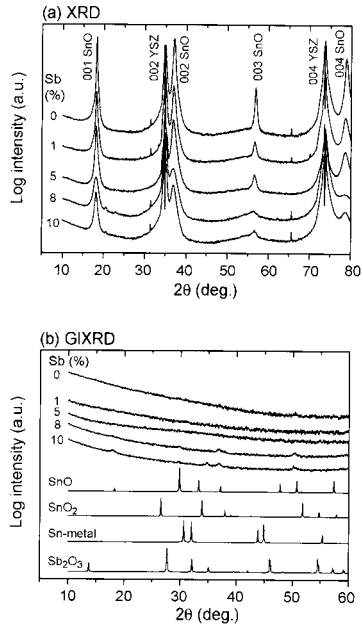 (a) XRD
001 SnO
002 YSZ
002 SnO
003 SnO
004 YSZ
004 SnO
Sb
(%)
0
1
5
8
10
Log intensity (a.u.)
10 20 30 40 50 60 70 80
2θ (deg.)
(b) GIXRD
Sb (%)
0
1
5
8
10
SnO
SnO₂
Sn-metal
Sb₂O₃
Log intensity (a.u.)
10 20 30 40 50 60
2θ (deg.)